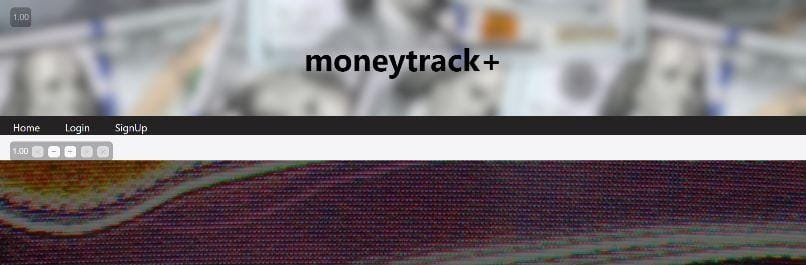 1.00
moneytrack+
Home Login SignUp
1.00 « − + » ×